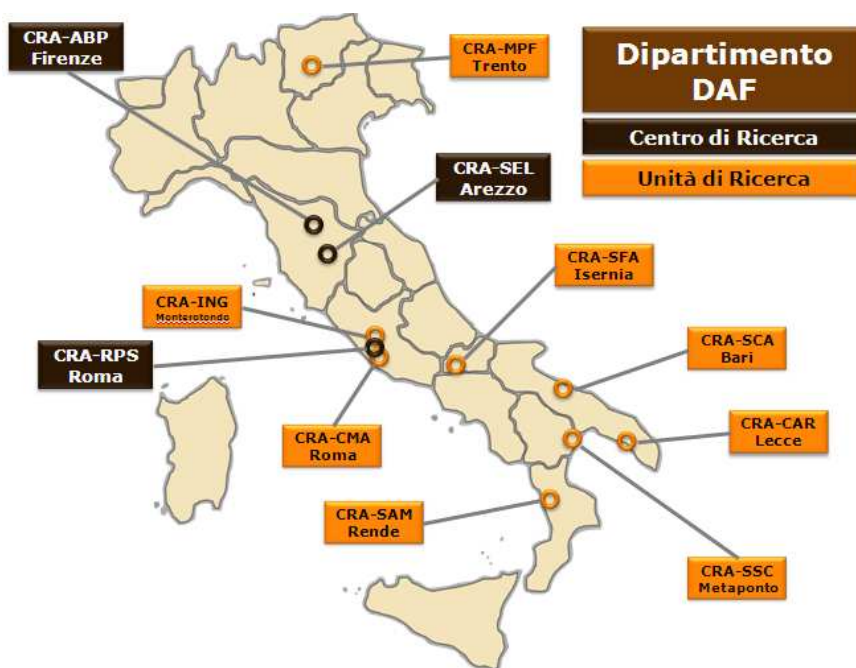 CRA-ABP
Firenze
CRA-MPF
Trento
Dipartimento
DAF
Centro di Ricerca
Unità di Ricerca
CRA-SEL
Arezzo
CRA-SFA
Isernia
CRA-ING
Monterotondo
CRA-RPS
Roma
CRA-SCA
Bari
CRA-CMA
Roma
CRA-CAR
Lecce
CRA-SAM
Rende
CRA-SSC
Metaponto